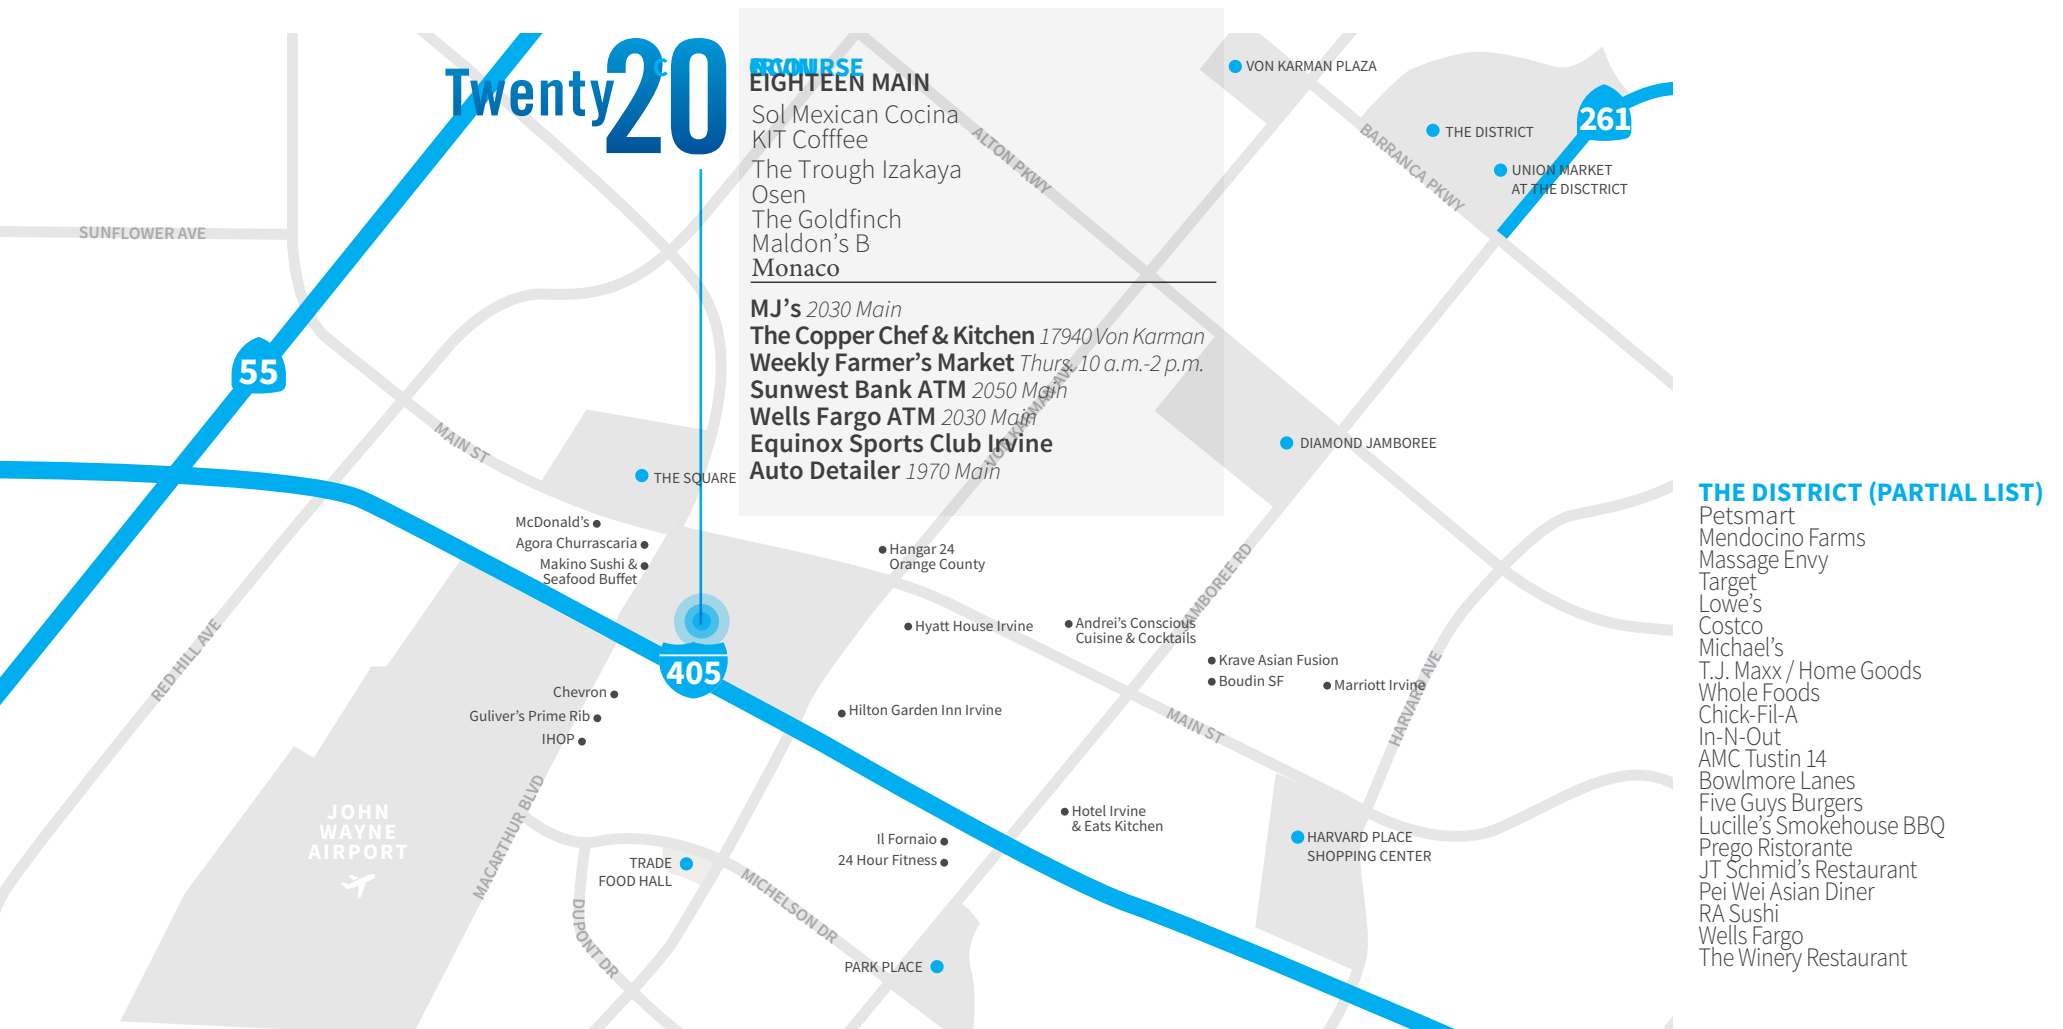 Twenty20
EIGHTEEN MAIN
Sol Mexican Cocina
KIT Cofffee
The Trough Izakaya
Osen
The Goldfinch
Maldon's B
Monaco
MJ's 2030 Main
The Copper Chef & Kitchen 17940 Von Karman
Weekly Farmer's Market Thurs. 10 a.m.-2 p.m.
Sunwest Bank ATM 2050 Main
Wells Fargo ATM 2030 Main
Equinox Sports Club Irvine
Auto Detailer 1970 Main
VON KARMAN PLAZA
THE DISTRICT
UNION MARKET
AT THE DISCTRICT
261
ALTON PKWY
BARRANCA PKWY
SUNFLOWER AVE
55
MAIN ST
VON KARMAN AVE
DIAMOND JAMBOREE
THE SQUARE
McDonald's
Agora Churrascaria
Makino Sushi &
Seafood Buffet
Hangar 24
Orange County
Hyatt House Irvine
Andrei's Conscious
Cuisine & Cocktails
JAMBOREE RD
Krave Asian Fusion
Boudin SF
Marriott Irvine
HARVARD AVE
RED HILL AVE
405
Chevron
Guliver's Prime Rib
IHOP
Hilton Garden Inn Irvine
MAIN ST
JOHN
WAYNE
AIRPORT
MACARTHUR BLVD
Hotel Irvine
& Eats Kitchen
Il Fornaio
24 Hour Fitness
HARVARD PLACE
SHOPPING CENTER
TRADE
FOOD HALL
MICHELSON DR
DUPONT DR
PARK PLACE
THE DISTRICT (PARTIAL LIST)
Petsmart
Mendocino Farms
Massage Envy
Target
Lowe's
Costco
Michael's
T.J. Maxx / Home Goods
Whole Foods
Chick-Fil-A
In-N-Out
AMC Tustin 14
Bowlmore Lanes
Five Guys Burgers
Lucille's Smokehouse BBQ
Prego Ristorante
JT Schmid's Restaurant
Pei Wei Asian Diner
RA Sushi
Wells Fargo
The Winery Restaurant